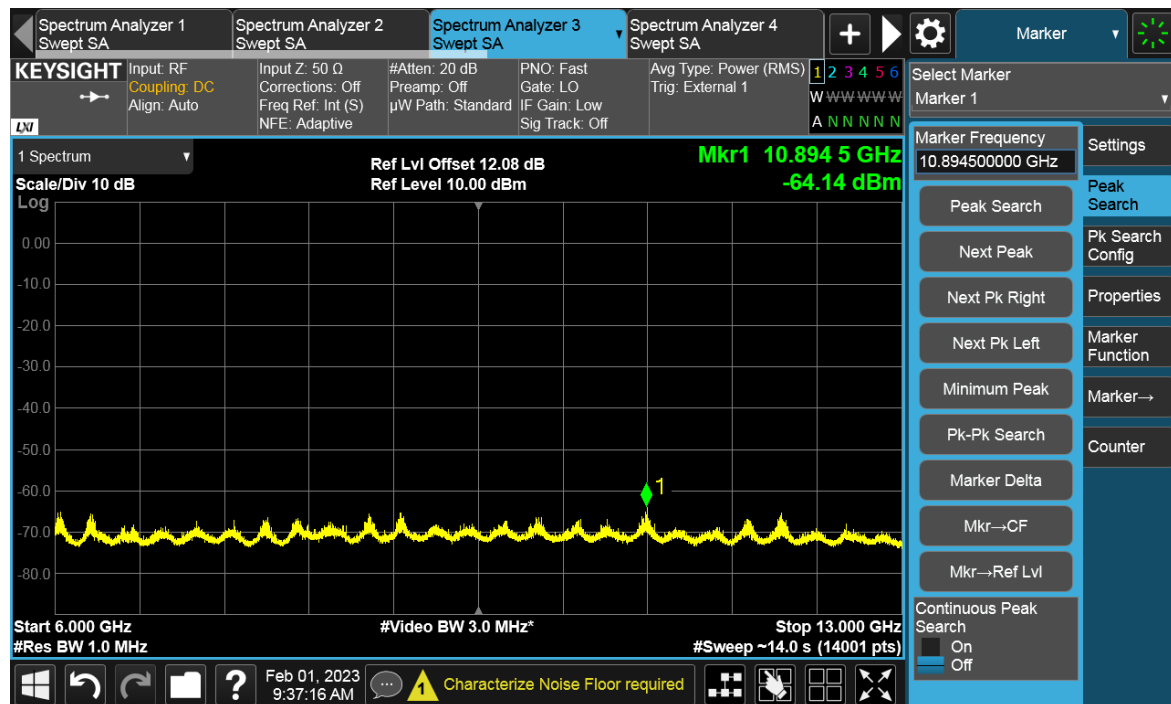 Spectrum Analyzer 1
Swept SA
Spectrum Analyzer 2
Swept SA
Spectrum Analyzer 3
Swept SA
Spectrum Analyzer 4
Swept SA
+
Marker
KEYSIGHT
LXI
Input: RF
Coupling: DC
Align: Auto
Input Z: 50 Ω
Corrections: Off
Freq Ref: Int (S)
NFE: Adaptive
#Atten: 20 dB
Preamp: Off
µW Path: Standard
PNO: Fast
Gate: LO
IF Gain: Low
Sig Track: Off
Avg Type: Power (RMS)
Trig: External 1
1 2 3 4 5 6
W W W W W W
A N N N N N
Select Marker
Marker 1
1 Spectrum
Scale/Div 10 dB
Log
Ref Lvl Offset 12.08 dB
Ref Level 10.00 dBm
Mkr1 10.894 5 GHz
-64.14 dBm
0.00
-10.0
-20.0
-30.0
-40.0
-50.0
-60.0
-70.0
-80.0
1
Start 6.000 GHz
#Res BW 1.0 MHz
#Video BW 3.0 MHz*
Stop 13.000 GHz
#Sweep ~14.0 s (14001 pts)
Marker Frequency
10.894500000 GHz
Peak Search
Next Peak
Next Pk Right
Next Pk Left
Minimum Peak
Pk-Pk Search
Marker Delta
Mkr→CF
Mkr→Ref Lvl
Continuous Peak
Search
On
Off
Settings
Peak
Search
Pk Search
Config
Properties
Marker
Function
Marker→
Counter
?
Feb 01, 2023
9:37:16 AM
1
Characterize Noise Floor required